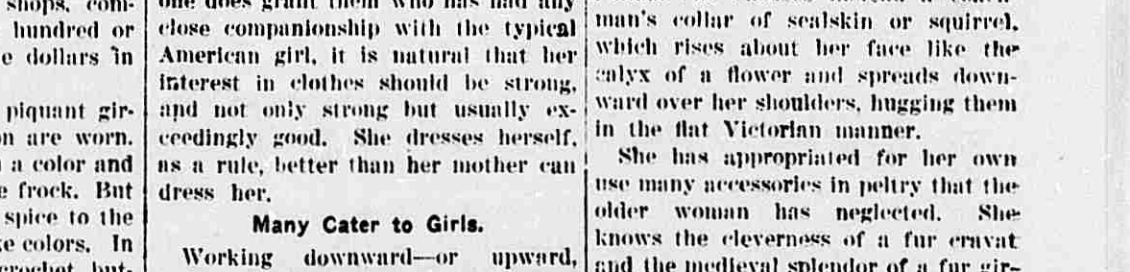 shops, com-
hundred or
e dollars in
piquant gir-
on are worn.
a color and
e frock. But
spice to the
e colors. In
crochet but-
one does grant them who has had any
close companionship with the typical
American girl, it is natural that her
interest in clothes should be strong,
and not only strong but usually ex-
ceedingly good. She dresses herself,
as a rule, better than her mother can
dress her.
Many Cater to Girls.
Working downward—or upward,
man's collar of sealskin or squirrel,
which rises about her face like the
calyx of a flower and spreads down-
ward over her shoulders, hugging them
in the flat Victorian manner.
She has appropriated for her own
use many accessories in peltry that the
older woman has neglected. She
knows the cleverness of a fur cravat
and the medieval splendor of a fur gir-